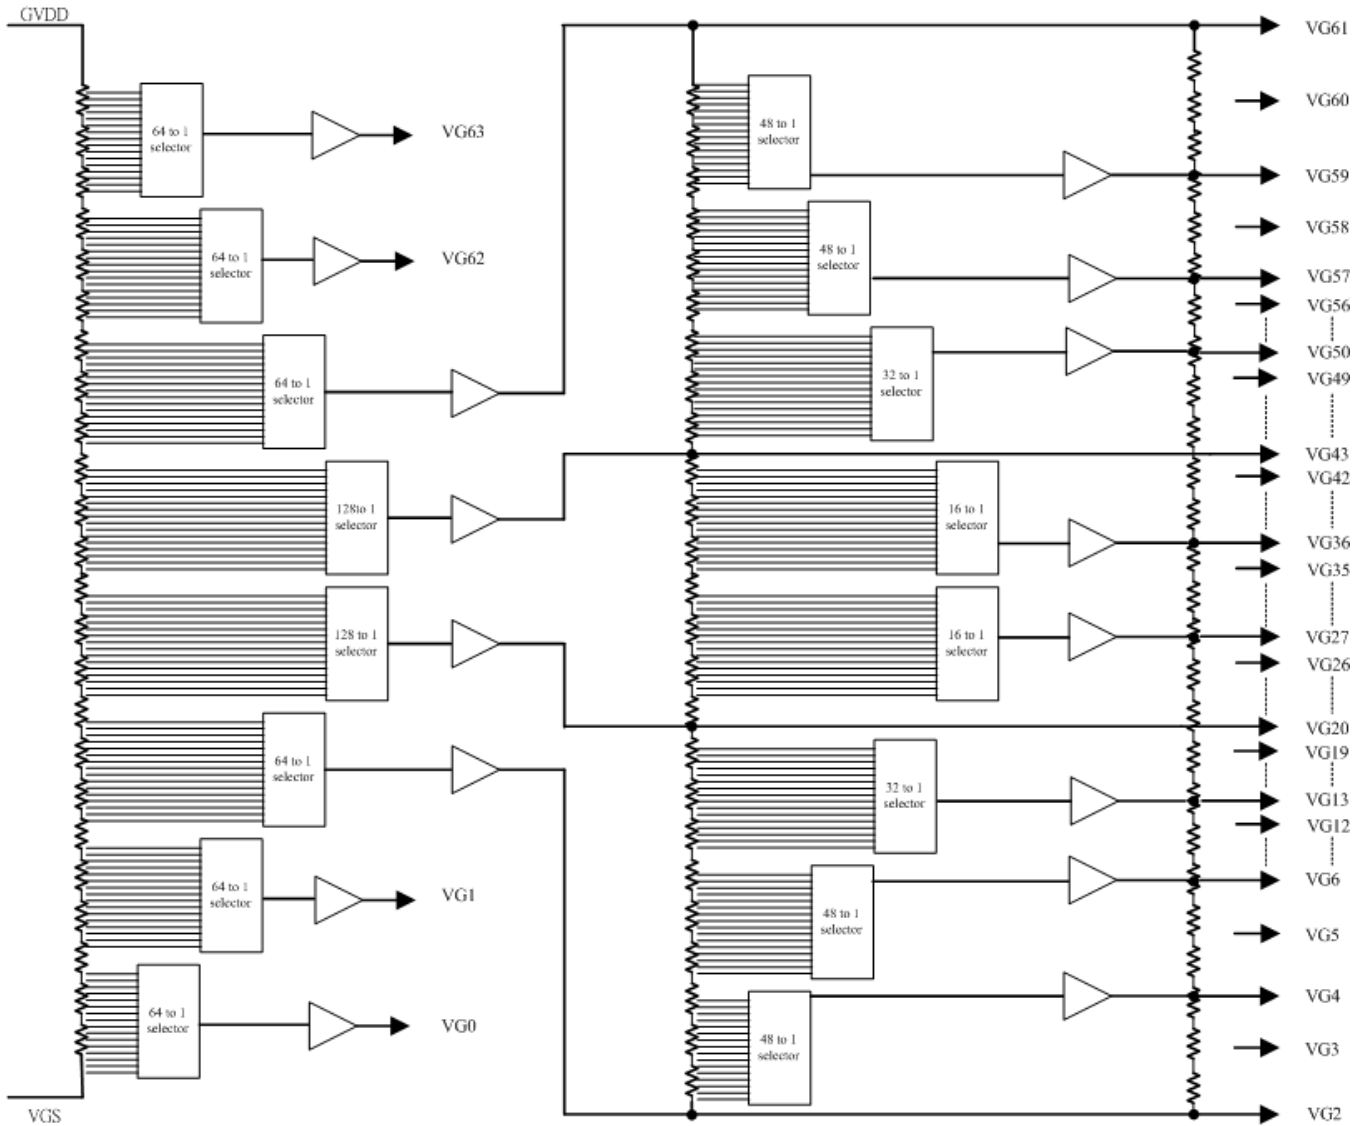 GVDD
64 to 1
selector
VG63
64 to 1
selector
VG62
64 to 1
selector
128to 1
selector
128 to 1
selector
64 to 1
selector
64 to 1
selector
VG1
64 to 1
selector
VG0
VGS
48 to 1
selector
48 to 1
selector
32 to 1
selector
16 to 1
selector
16 to 1
selector
32 to 1
selector
48 to 1
selector
48 to 1
selector
VG61
VG60
VG59
VG58
VG57
VG56
VG50
VG49
VG43
VG42
VG36
VG35
VG27
VG26
VG20
VG19
VG13
VG12
VG6
VG5
VG4
VG3
VG2